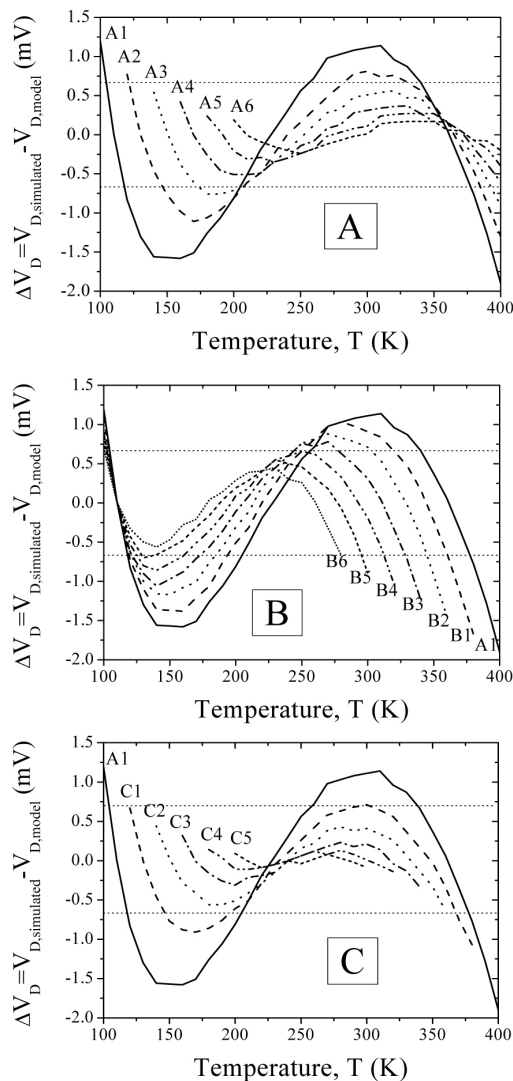 1.5
1.0
0.5
0.0
-0.5
-1.0
-1.5
-2.0
ΔV_D=V_D,simulated-V_D,model (mV)
A1
A2
A3
A4
A5
A6
A
100 150 200 250 300 350 400
Temperature, T (K)
1.5
1.0
0.5
0.0
-0.5
-1.0
-1.5
-2.0
ΔV_D=V_D,simulated-V_D,model (mV)
B6
B5
B4
B3
B2
B1
A1
B
100 150 200 250 300 350 400
Temperature, T (K)
1.5
1.0
0.5
0.0
-0.5
-1.0
-1.5
-2.0
ΔV_D=V_D,simulated-V_D,model (mV)
A1
C1
C2
C3
C4
C5
C
100 150 200 250 300 350 400
Temperature, T (K)